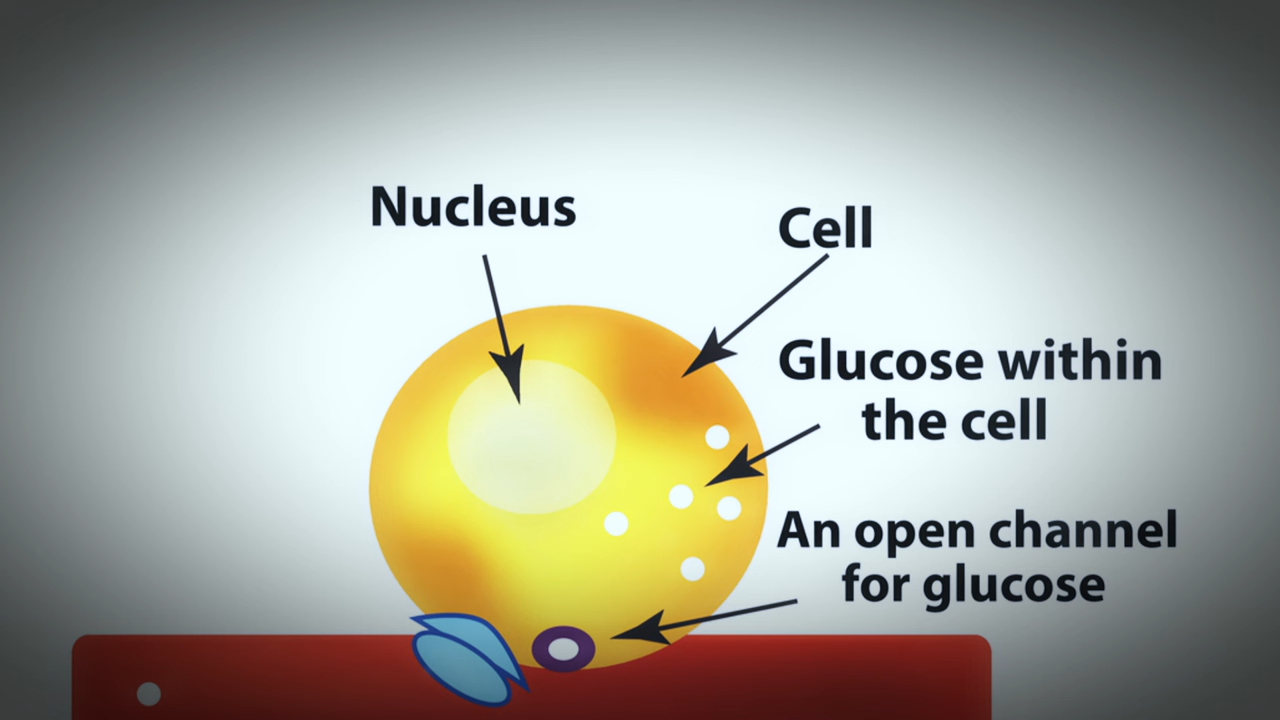 Nucleus
Cell
Glucose within
the cell
An open channel
for glucose